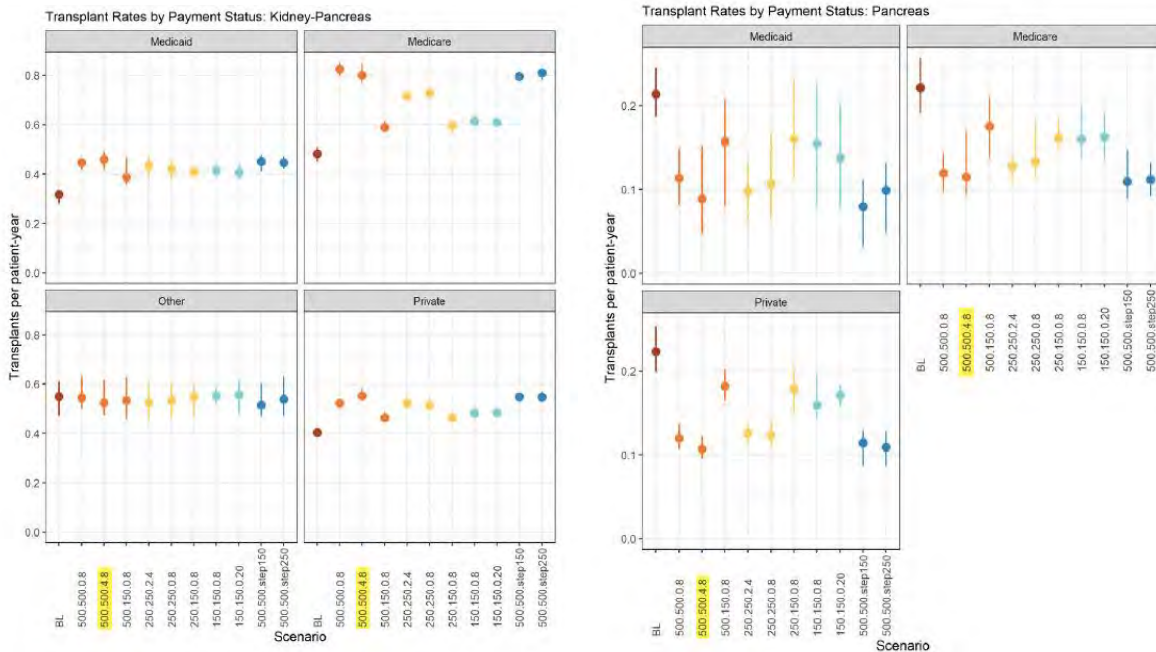 Transplant Rates by Payment Status: Kidney-Pancreas
Medicaid
Medicare
0.8
0.6
0.4
0.2
0.0
Other
Private
0.8
0.6
0.4
0.2
0.0
Transplants per patient-year
BL
500.500.0.8
500.500.4.8
500.150.0.8
250.250.2.4
250.250.0.8
250.150.0.8
150.150.0.8
150.150.0.20
500.500.step150
500.500.step250
BL
500.500.0.8
500.500.4.8
500.150.0.8
250.250.2.4
250.250.0.8
250.150.0.8
150.150.0.8
150.150.0.20
500.500.step150
500.500.step250
Scenario
Transplant Rates by Payment Status: Pancreas
Medicaid
Medicare
0.2
0.1
0.0
Private
0.2
0.1
0.0
Transplants per patient-year
BL
500.500.0.8
500.500.4.8
500.150.0.8
250.250.2.4
250.250.0.8
250.150.0.8
150.150.0.8
150.150.0.20
500.500.step150
500.500.step250
BL
500.500.0.8
500.500.4.8
500.150.0.8
250.250.2.4
250.250.0.8
250.150.0.8
150.150.0.8
150.150.0.20
500.500.step150
500.500.step250
Scenario